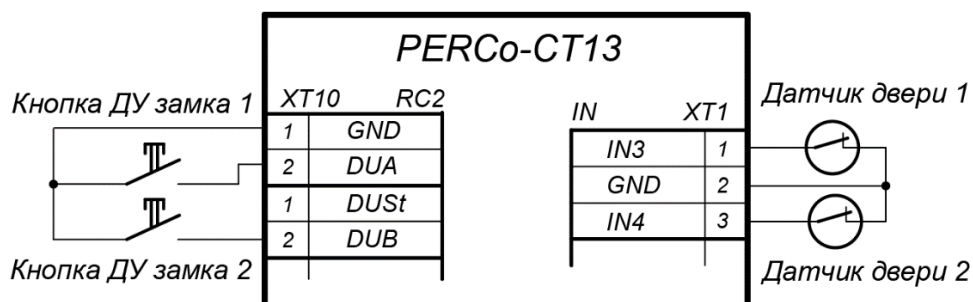 PERCo-CT13
Кнопка ДУ замка 1
XT10 RC2
1 GND
2 DUA
1 DUSt
2 DUB
Кнопка ДУ замка 2
IN XT1
IN3 1
GND 2
IN4 3
Датчик двери 1
Датчик двери 2